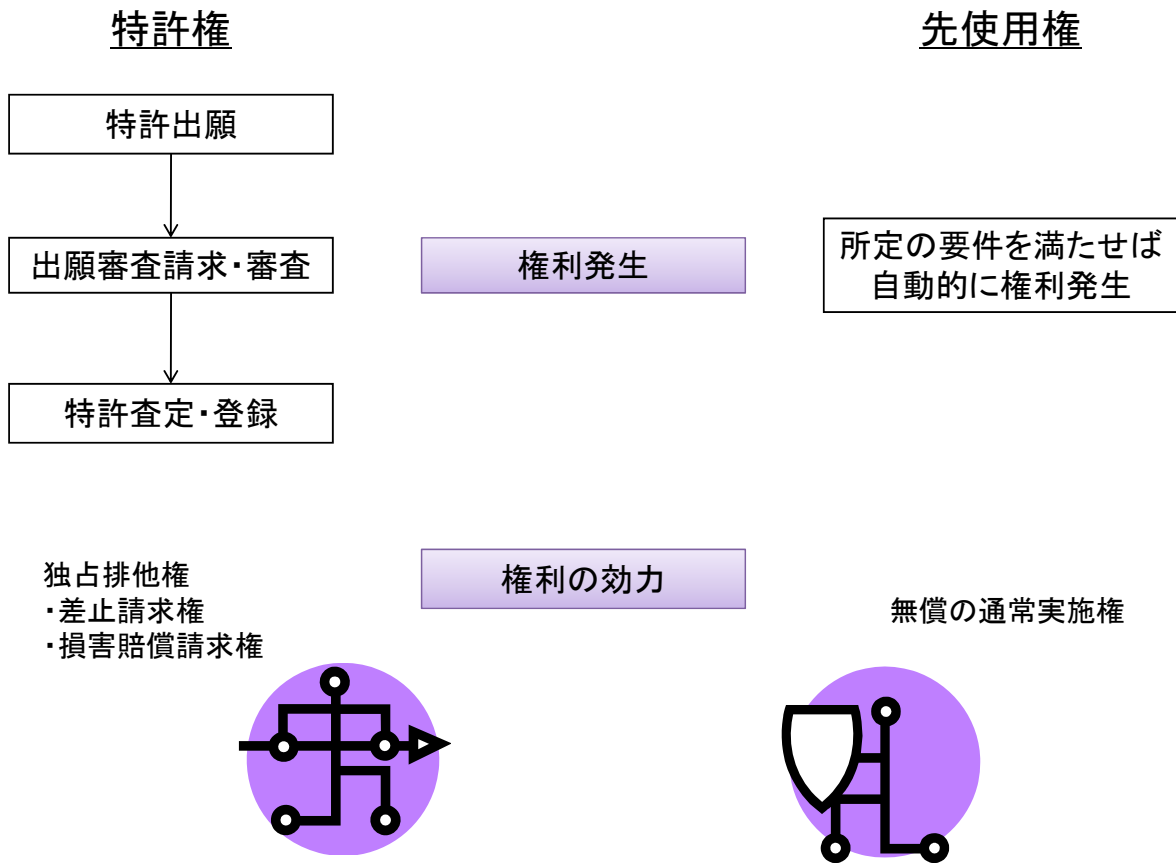 特許権
先使用権
特許出願
出願審査請求・審査
権利発生
所定の要件を満たせば
自動的に権利発生
特許査定・登録
権利の効力
独占排他権
・差止請求権
・損害賠償請求権
無償の通常実施権